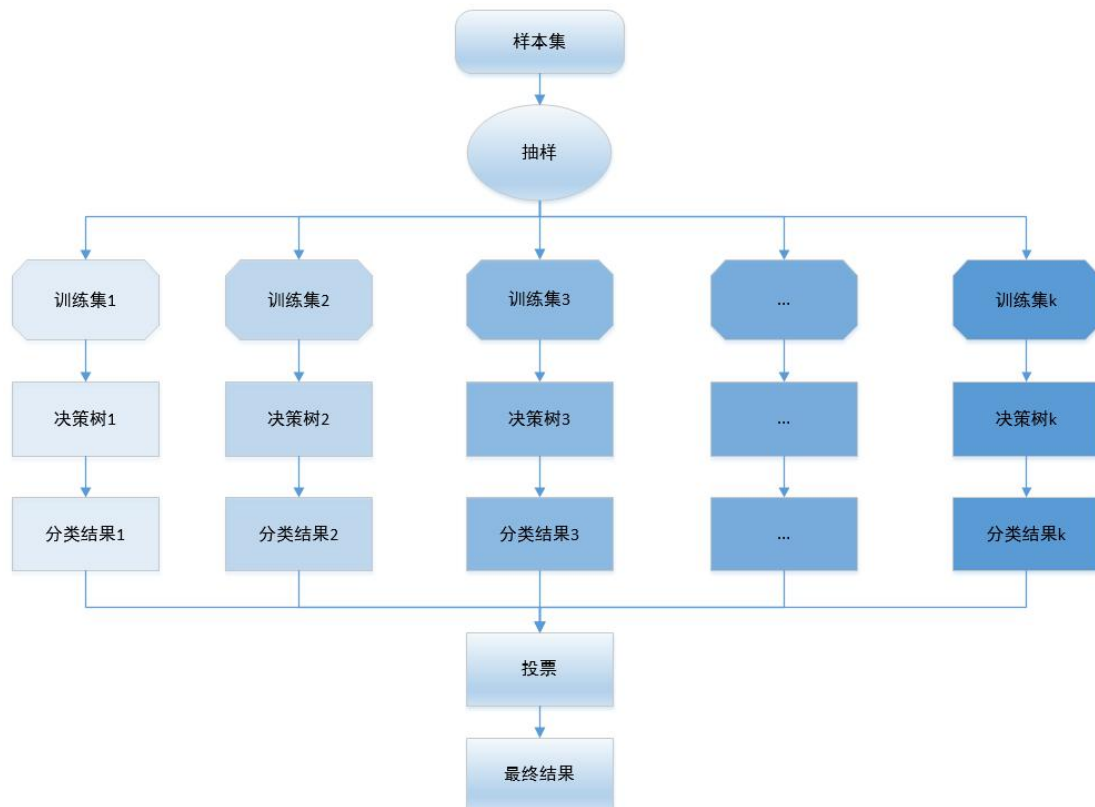 样本集
抽样
训练集1
训练集2
训练集3
...
训练集k
决策树1
决策树2
决策树3
...
决策树k
分类结果1
分类结果2
分类结果3
...
分类结果k
投票
最终结果